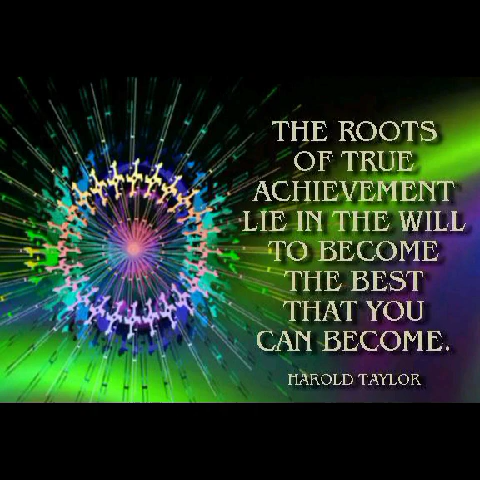 THE ROOTS
OF TRUE
ACHIEVEMENT
LIE IN THE WILL
TO BECOME
THE BEST
THAT YOU
CAN BECOME.
HAROLD TAYLOR